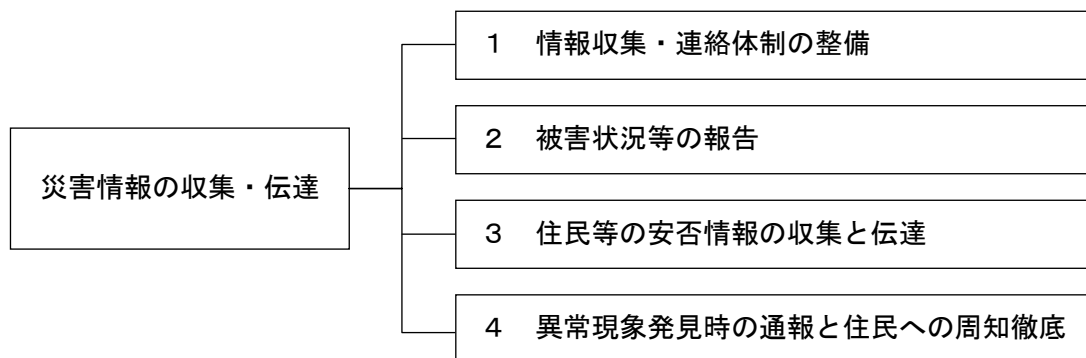 災害情報の収集・伝達
１　情報収集・連絡体制の整備
２　被害状況等の報告
３　住民等の安否情報の収集と伝達
４　異常現象発見時の通報と住民への周知徹底